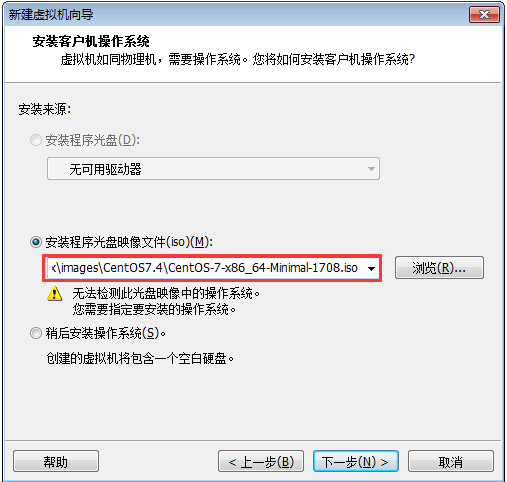 新建虚拟机向导
安装客户机操作系统
虚拟机如同物理机，需要操作系统。您将如何安装客户机操作系统?
安装来源:
安装程序光盘(D):
无可用驱动器
安装程序光盘映像文件(iso)(M):
x\images\CentOS7.4\CentOS-7-x86_64-Minimal-1708.iso
浏览(R)...
无法检测此光盘映像中的操作系统。
您需要指定要安装的操作系统。
稍后安装操作系统(S)。
创建的虚拟机将包含一个空白硬盘。
帮助
< 上一步(B)
下一步(N) >
取消